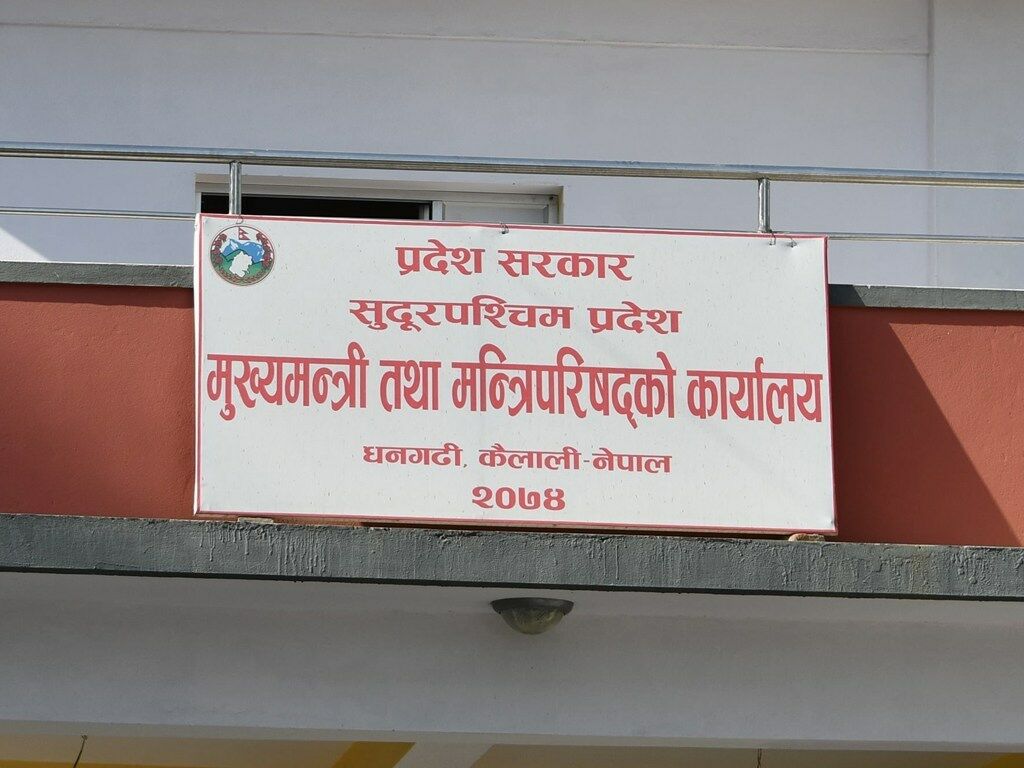 प्रदेश सरकार
सुदूरपश्चिम प्रदेश
मुख्यमन्त्री तथा मन्त्रिपरिषद्को कार्यालय
धनगढी, कैलाली-नेपाल
२०७४